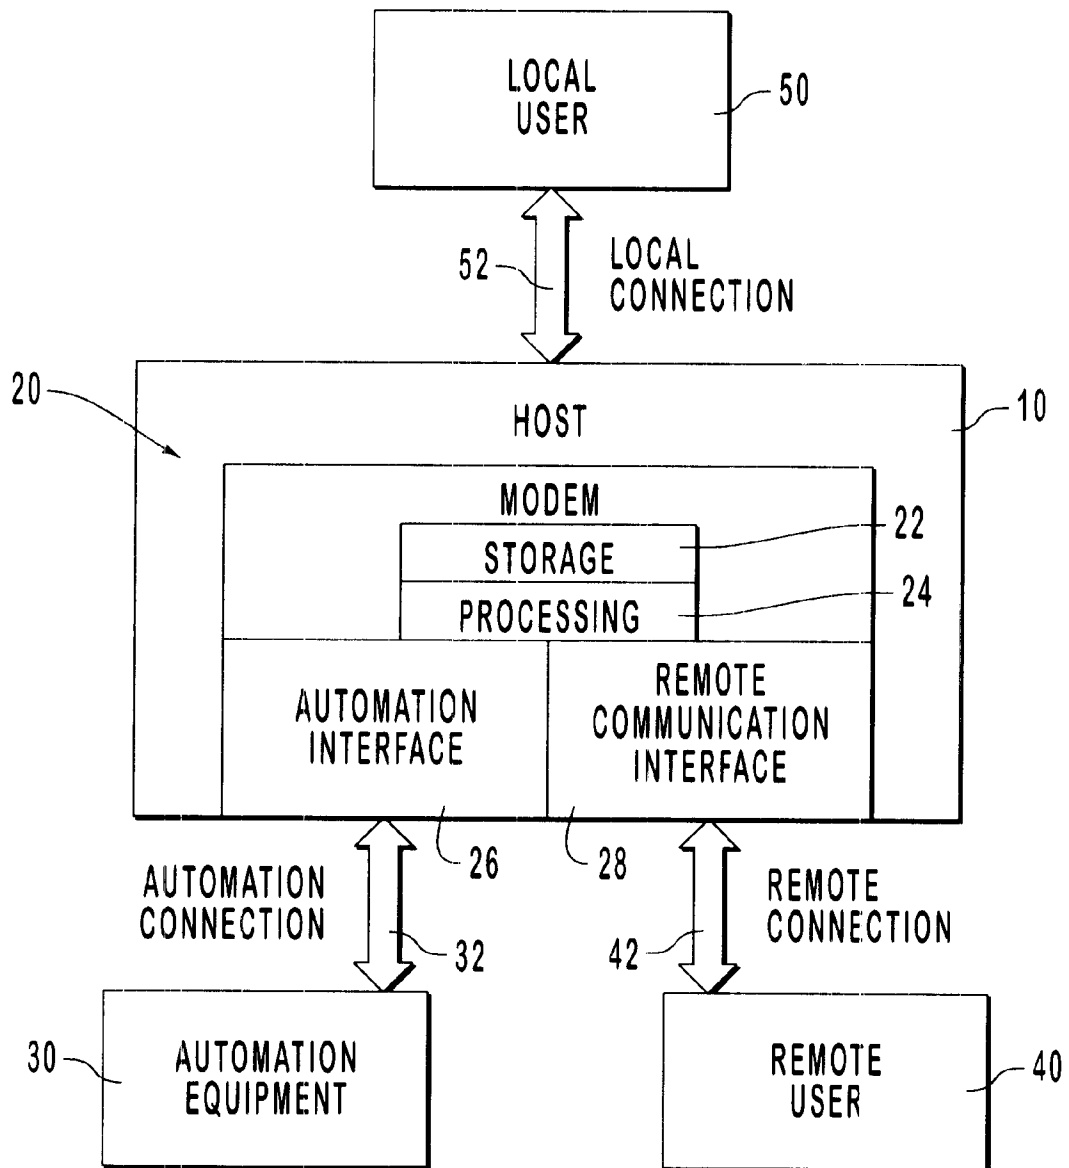 LOCAL
USER
50
52
LOCAL
CONNECTION
20
10
HOST
MODEM
22
STORAGE
24
PROCESSING
AUTOMATION
INTERFACE
REMOTE
COMMUNICATION
INTERFACE
26
28
AUTOMATION
CONNECTION
32
42
REMOTE
CONNECTION
30
AUTOMATION
EQUIPMENT
REMOTE
USER
40